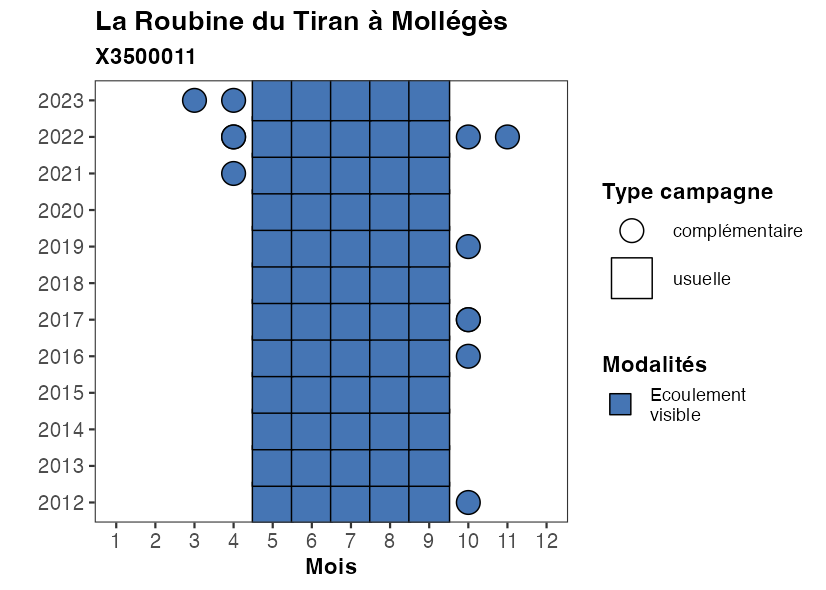 La Roubine du Tiran à Mollégès
X3500011
2023
2022
2021
2020
2019
2018
2017
2016
2015
2014
2013
2012
1 2 3 4 5 6 7 8 9 10 11 12
Mois
Type campagne
complémentaire
usuelle
Modalités
Ecoulement
visible